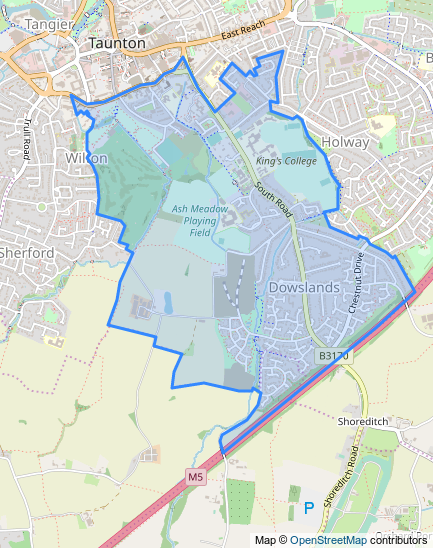 Tangier
Taunton
East Reach
Trull Road
Wilton
Holway
King's College
South Road
Ash Meadow
Playing
Field
Sherford
Dowslands
Chestnut Drive
B3170
Shoreditch
M5
Shoreditch Road
P
Map © OpenStreetMap contributors